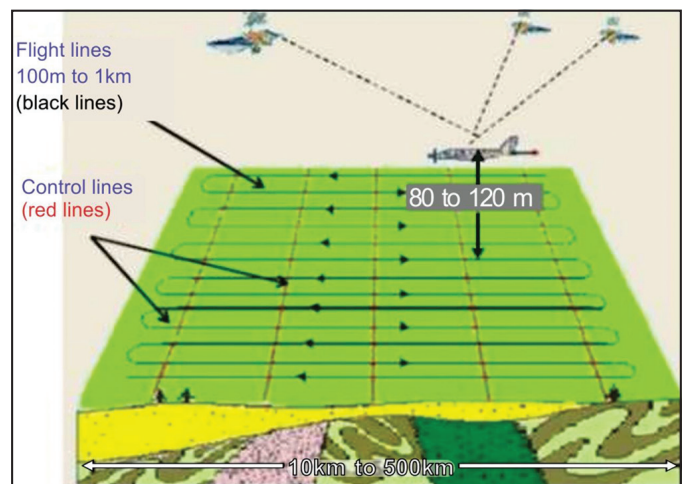 Flight lines
100m to 1km
(black lines)
Control lines
(red lines)
80 to 120 m
10km to 500km